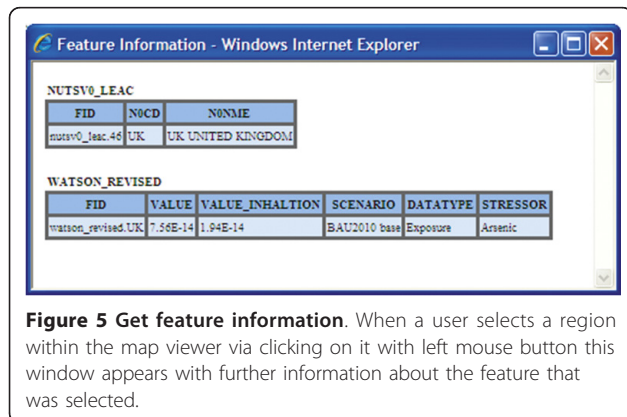 Feature Information - Windows Internet Explorer
NUTSV0_LEAC
FID N0CD N0NME
nutsv0_leac.46 UK UK UNITED KINGDOM
WATSON_REVISED
FID VALUE VALUE_INHALTION SCENARIO DATATYPE STRESSOR
watson_revised.UK 7.56E-14 1.94E-14 BAU2010 base Exposure Arsenic
Figure 5 Get feature information. When a user selects a region
within the map viewer via clicking on it with left mouse button this
window appears with further information about the feature that
was selected.